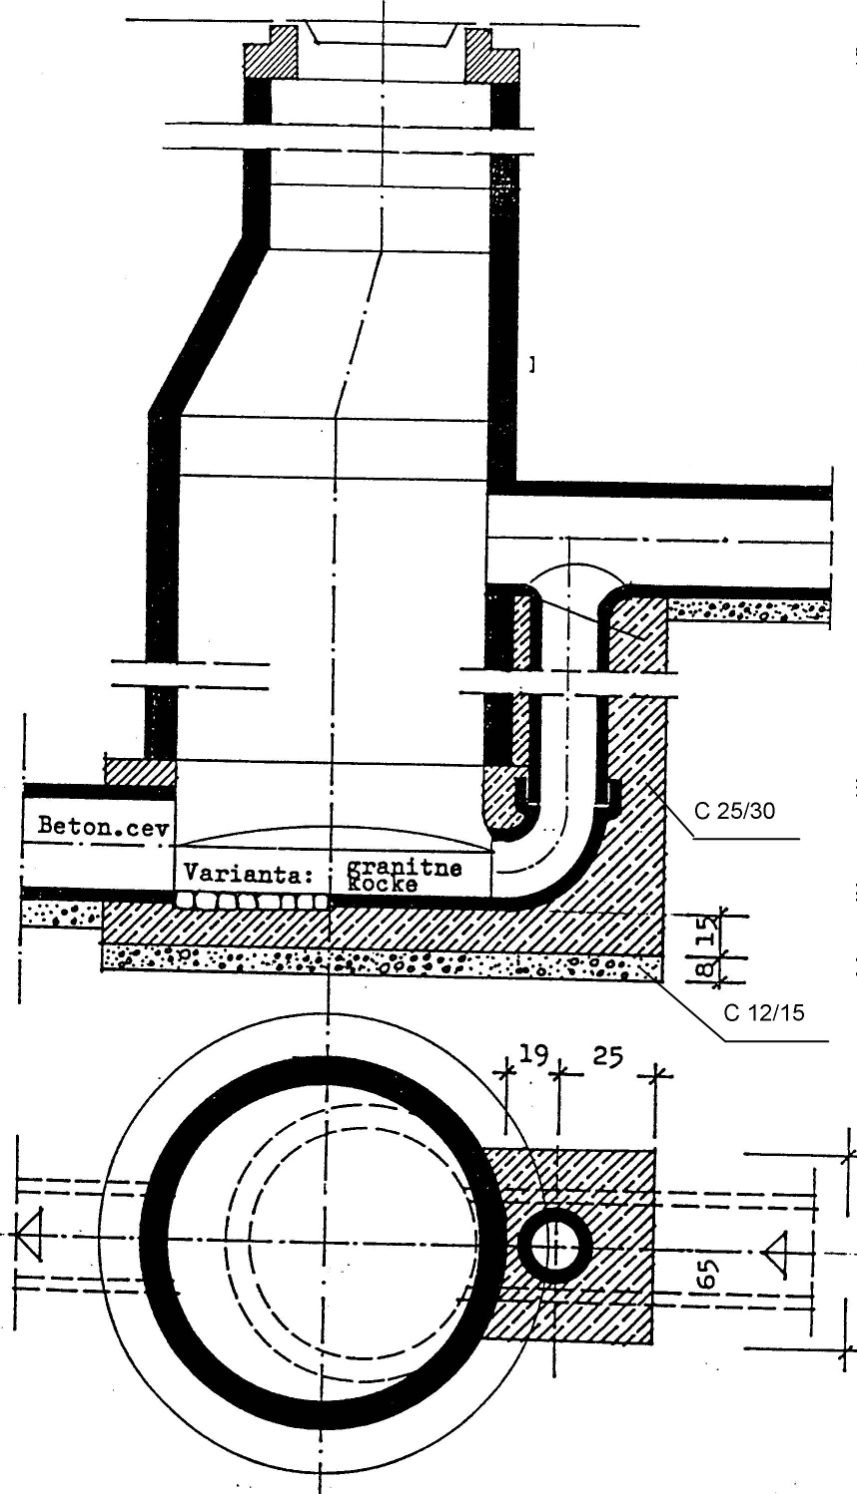 C 25/30
Beton.cev
Varianta: granitne
kocke
15
8
C 12/15
19 25
65